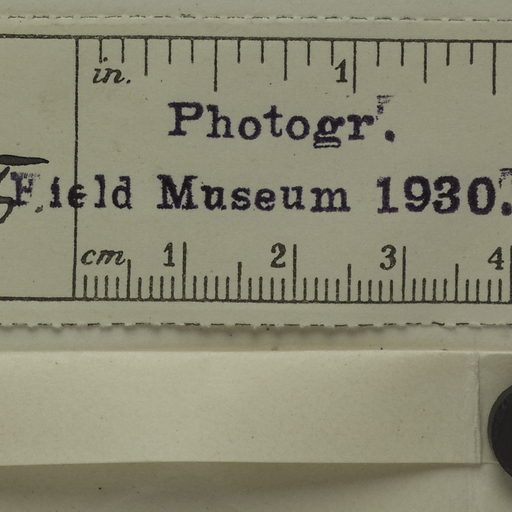 in. 1
Photogr.
Field Museum 1930.
cm 1 2 3 4